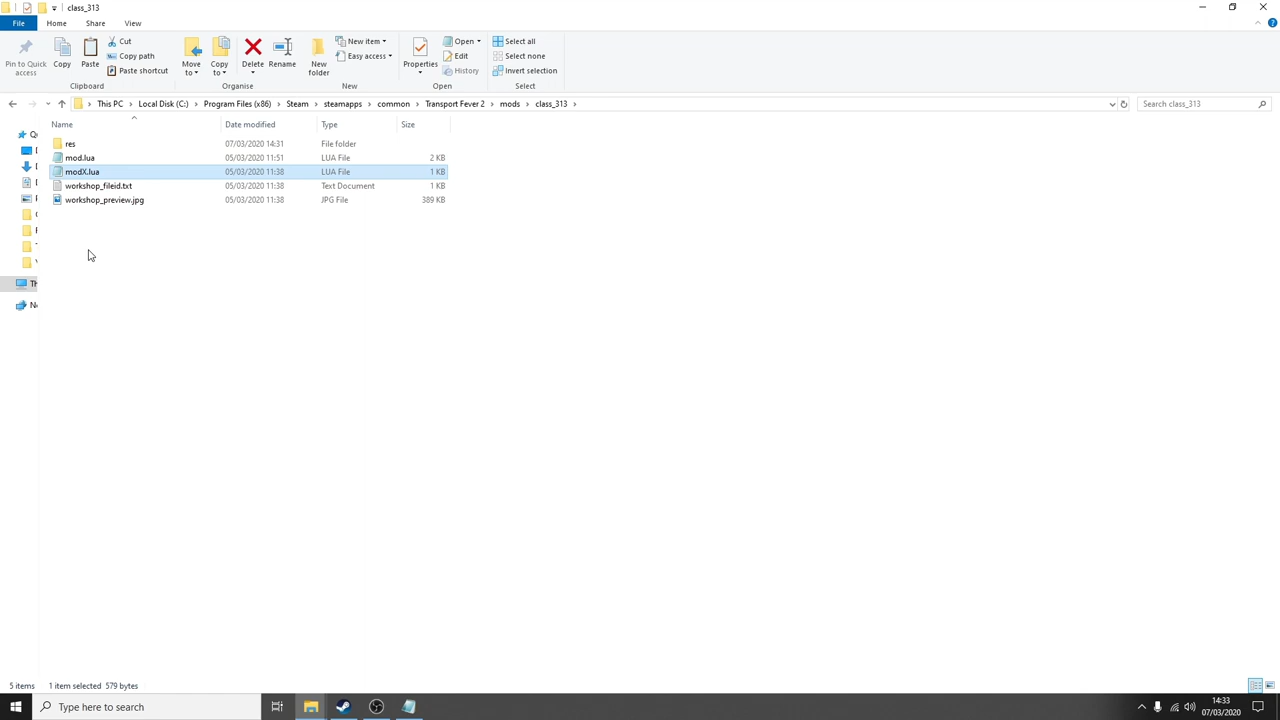 class_313
File
Home
Share
View
Pin to Quick access
Copy
Paste
Cut
Copy path
Paste shortcut
Clipboard
Move to
Copy to
Delete
Rename
Organise
New folder
New item
Easy access
New
Properties
Open
Edit
History
Open
Select all
Select none
Invert selection
Select
This PC > Local Disk (C:) > Program Files (x86) > Steam > steamapps > common > Transport Fever 2 > mods > class_313 >
Search class_313
Name Date modified Type Size
res 07/03/2020 14:31 File folder
mod.lua 05/03/2020 11:51 LUA File 2 KB
modX.lua 05/03/2020 11:38 LUA File 1 KB
workshop_fileid.txt 05/03/2020 11:38 Text Document 1 KB
workshop_preview.jpg 05/03/2020 11:38 JPG File 389 KB
5 items 1 item selected 579 bytes
Type here to search
14:33
07/03/2020